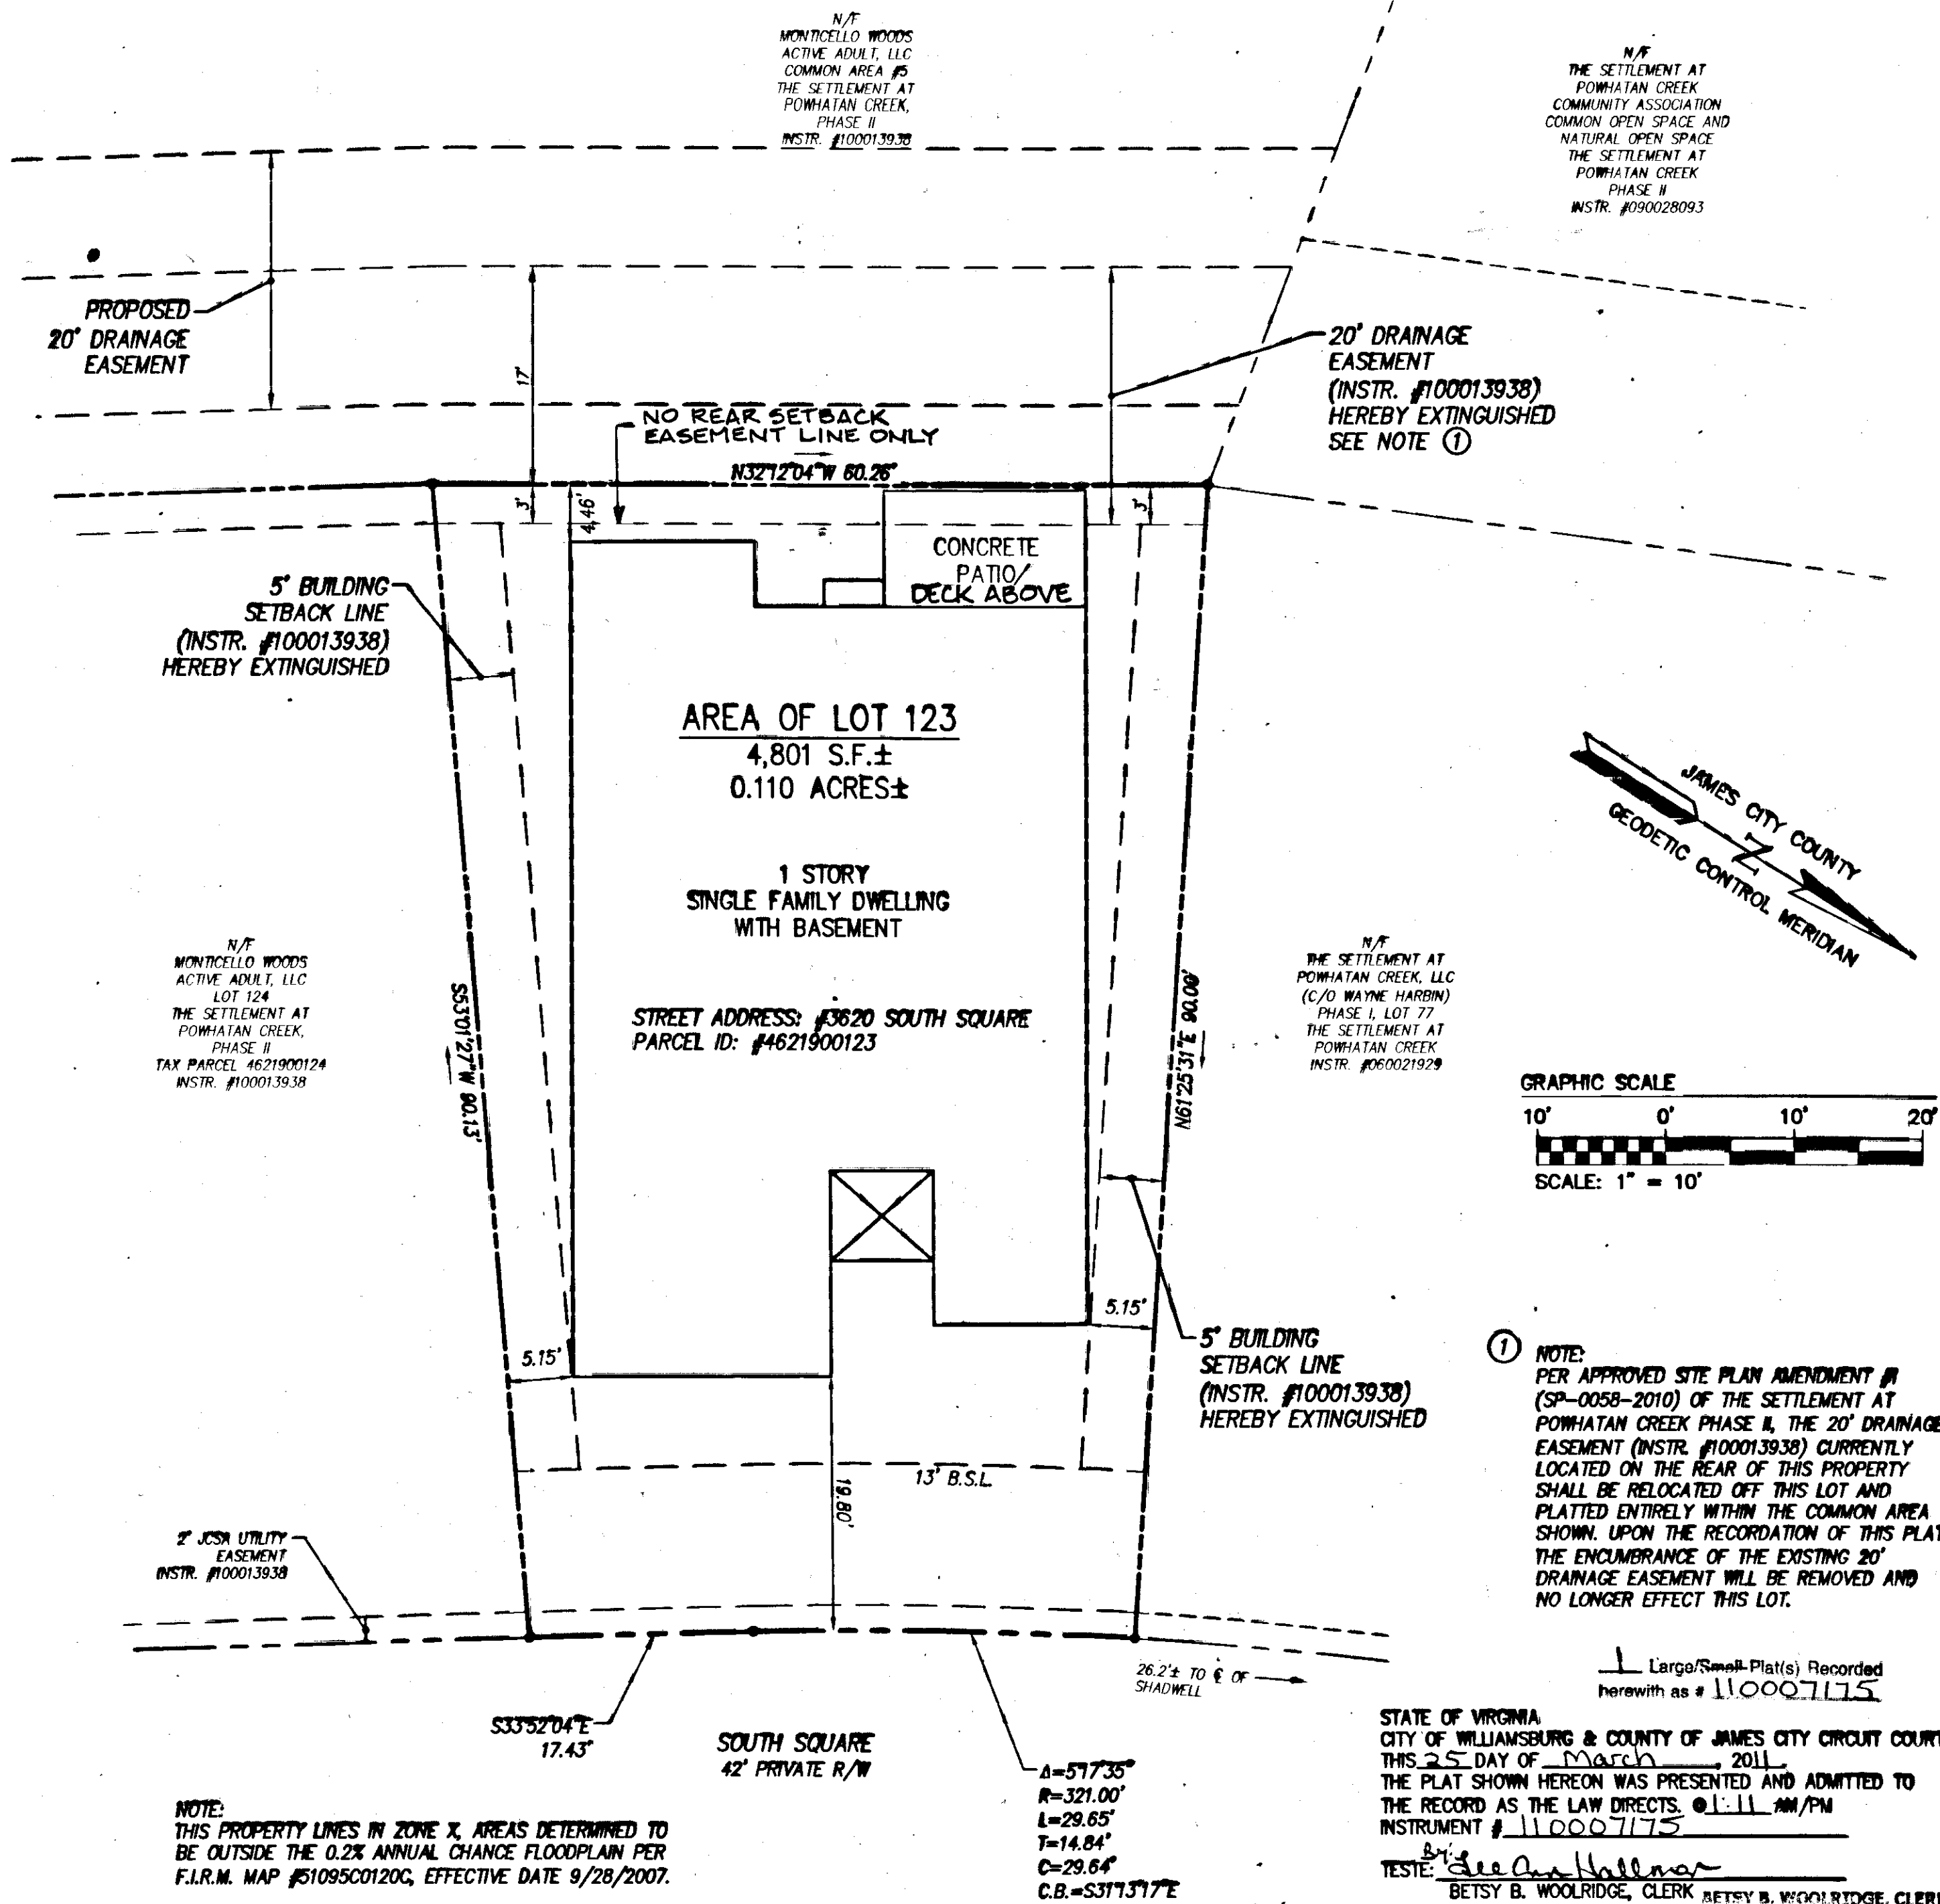 N/F
MONTICELLO WOODS
ACTIVE ADULT, LLC
COMMON AREA #5
THE SETTLEMENT AT
POWHATAN CREEK,
PHASE II
INSTR. #100013938
N/F
THE SETTLEMENT AT
POWHATAN CREEK
COMMUNITY ASSOCIATION
COMMON OPEN SPACE AND
NATURAL OPEN SPACE
THE SETTLEMENT AT
POWHATAN CREEK
PHASE II
INSTR. #090028093
PROPOSED
20' DRAINAGE
EASEMENT
17'
20' DRAINAGE
EASEMENT
(INSTR. #100013938)
HEREBY EXTINGUISHED
SEE NOTE ①
NO REAR SETBACK
EASEMENT LINE ONLY
N32°12'04"W 60.26'
3'
4.46'
3'
CONCRETE
PATIO/
DECK ABOVE
5' BUILDING
SETBACK LINE
(INSTR. #100013938)
HEREBY EXTINGUISHED
AREA OF LOT 123
4,801 S.F.±
0.110 ACRES±
1 STORY
SINGLE FAMILY DWELLING
WITH BASEMENT
STREET ADDRESS: #3620 SOUTH SQUARE
PARCEL ID: #4621900123
JAMES CITY COUNTY
GEODETIC CONTROL MERIDIAN
N
N/F
MONTICELLO WOODS
ACTIVE ADULT, LLC
LOT 124
THE SETTLEMENT AT
POWHATAN CREEK,
PHASE II
TAX PARCEL 4621900124
INSTR. #100013938
S53°01'27"W 90.13'
N61°25'31"E 90.00'
N/F
THE SETTLEMENT AT
POWHATAN CREEK, LLC
(C/O WAYNE HARBIN)
PHASE I, LOT 77
THE SETTLEMENT AT
POWHATAN CREEK
INSTR. #060021929
GRAPHIC SCALE
10' 0' 10' 20'
SCALE: 1" = 10'
5.15'
5.15'
5' BUILDING
SETBACK LINE
(INSTR. #100013938)
HEREBY EXTINGUISHED
13' B.S.L.
19.80'
2' JCSA UTILITY
EASEMENT
INSTR. #100013938
① NOTE:
PER APPROVED SITE PLAN AMENDMENT #1
(SP-0058-2010) OF THE SETTLEMENT AT
POWHATAN CREEK PHASE II, THE 20' DRAINAGE
EASEMENT (INSTR. #100013938) CURRENTLY
LOCATED ON THE REAR OF THIS PROPERTY
SHALL BE RELOCATED OFF THIS LOT AND
PLATTED ENTIRELY WITHIN THE COMMON AREA
SHOWN. UPON THE RECORDATION OF THIS PLAT
THE ENCUMBRANCE OF THE EXISTING 20'
DRAINAGE EASEMENT WILL BE REMOVED AND
NO LONGER EFFECT THIS LOT.
26.2'± TO ℄ OF
SHADWELL
S33°52'04"E
17.43'
SOUTH SQUARE
42' PRIVATE R/W
Δ=5°17'35"
R=321.00'
L=29.65'
T=14.84'
C=29.64'
C.B.=S31°13'17"E
NOTE:
THIS PROPERTY LINES IN ZONE X, AREAS DETERMINED TO
BE OUTSIDE THE 0.2% ANNUAL CHANCE FLOODPLAIN PER
F.I.R.M. MAP #51095C0120C, EFFECTIVE DATE 9/28/2007.
1 Large/Small Plat(s) Recorded
herewith as # 110007175
STATE OF VIRGINIA
CITY OF WILLIAMSBURG & COUNTY OF JAMES CITY CIRCUIT COURT
THIS 25 DAY OF March, 2011.
THE PLAT SHOWN HEREON WAS PRESENTED AND ADMITTED TO
THE RECORD AS THE LAW DIRECTS. @ 1:11 AM/PM
INSTRUMENT # 110007175
By:
TESTE: Lee Ann Hallman
BETSY B. WOOLRIDGE, CLERK BETSY B. WOOLRIDGE, CLERK